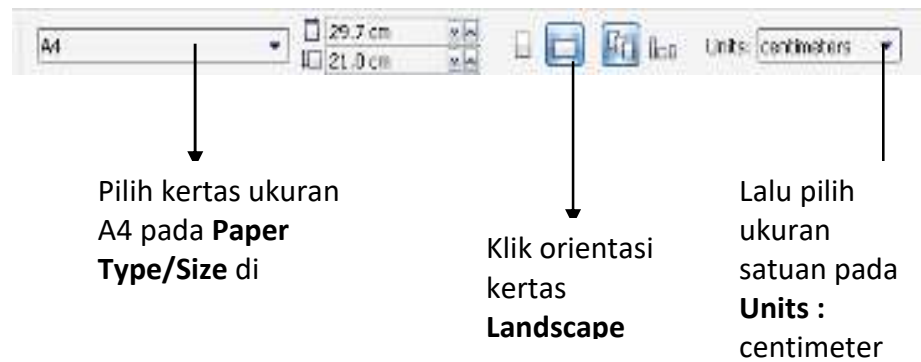 A4
29.7 cm
21.0 cm
Units: centimeters
Pilih kertas ukuran
A4 pada Paper
Type/Size di
Klik orientasi
kertas
Landscape
Lalu pilih
ukuran
satuan pada
Units :
centimeter